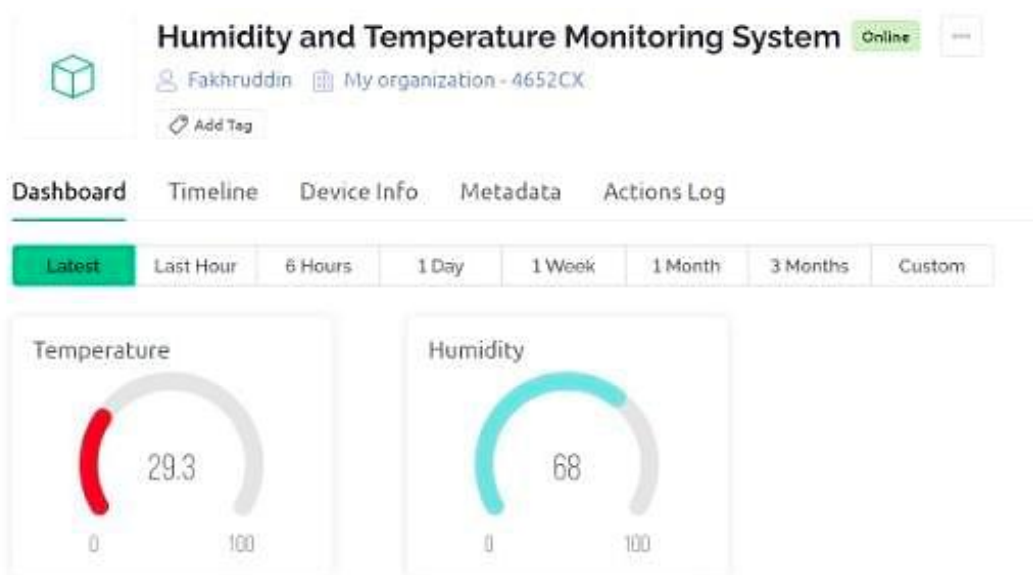 Humidity and Temperature Monitoring System Online
Fakhruddin My organization - 4652CX
Add Tag
Dashboard Timeline Device Info Metadata Actions Log
Latest Last Hour 6 Hours 1 Day 1 Week 1 Month 3 Months Custom
Temperature Humidity
29.3 68
0 100 0 100